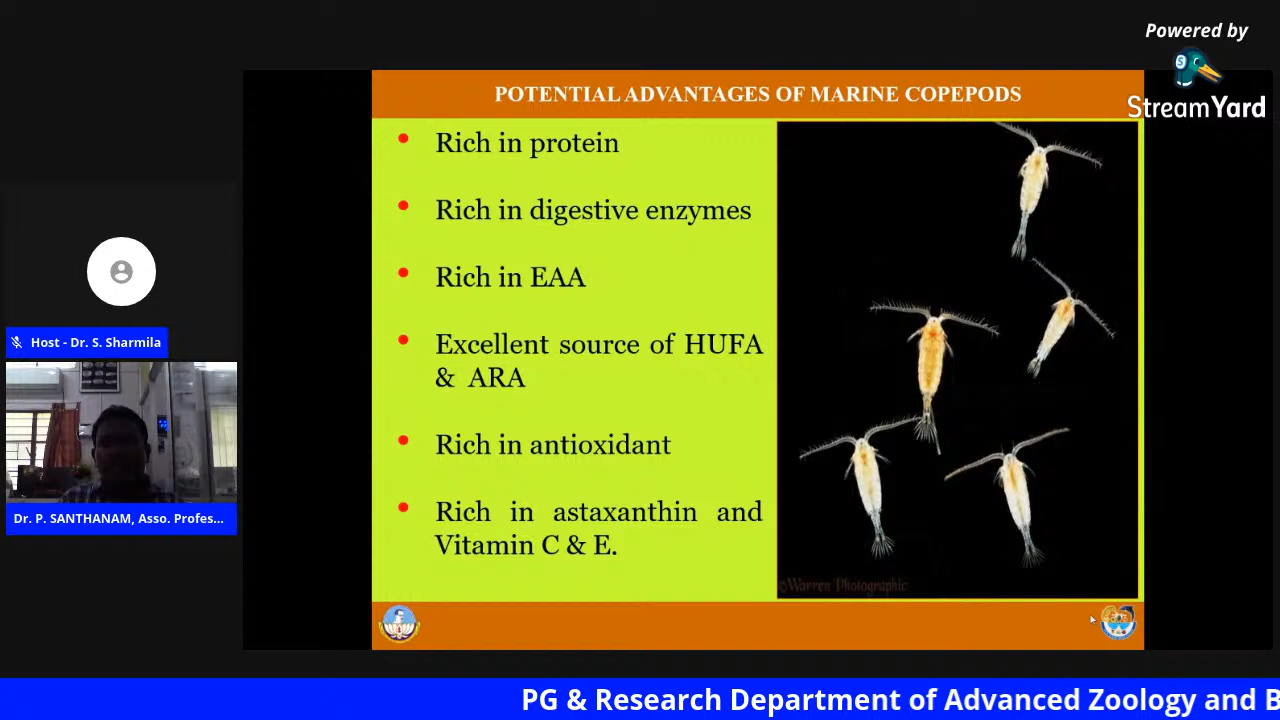 Powered by
StreamYard
POTENTIAL ADVANTAGES OF MARINE COPEPODS
• Rich in protein
• Rich in digestive enzymes
• Rich in EAA
• Excellent source of HUFA
& ARA
• Rich in antioxidant
• Rich in astaxanthin and
Vitamin C & E.
©Warren Photographic
Host - Dr. S. Sharmila
Dr. P. SANTHANAM, Asso. Profes...
PG & Research Department of Advanced Zoology and B